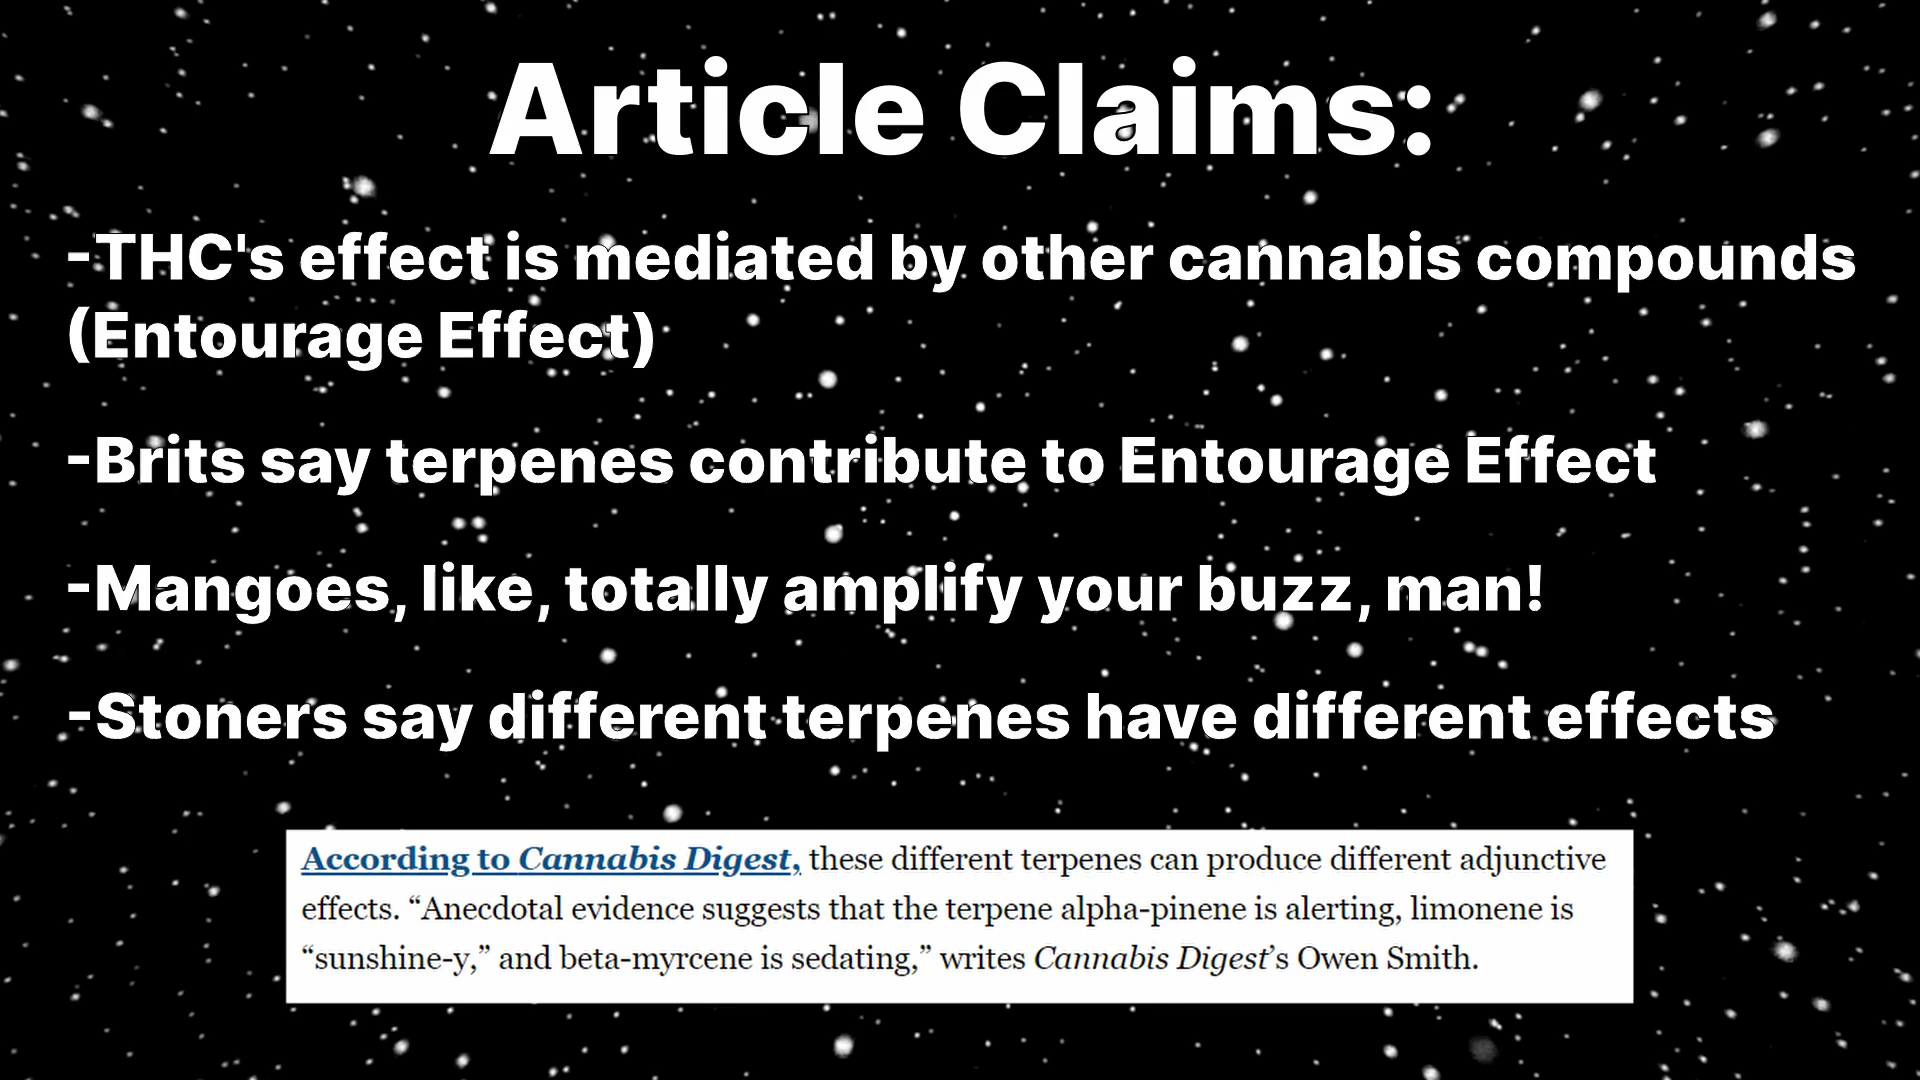 Article Claims:
-THC's effect is mediated by other cannabis compounds
(Entourage Effect)
-Brits say terpenes contribute to Entourage Effect
-Mangoes, like, totally amplify your buzz, man!
-Stoners say different terpenes have different effects
According to Cannabis Digest, these different terpenes can produce different adjunctive
effects. “Anecdotal evidence suggests that the terpene alpha-pinene is alerting, limonene is
“sunshine-y,” and beta-myrcene is sedating,” writes Cannabis Digest’s Owen Smith.